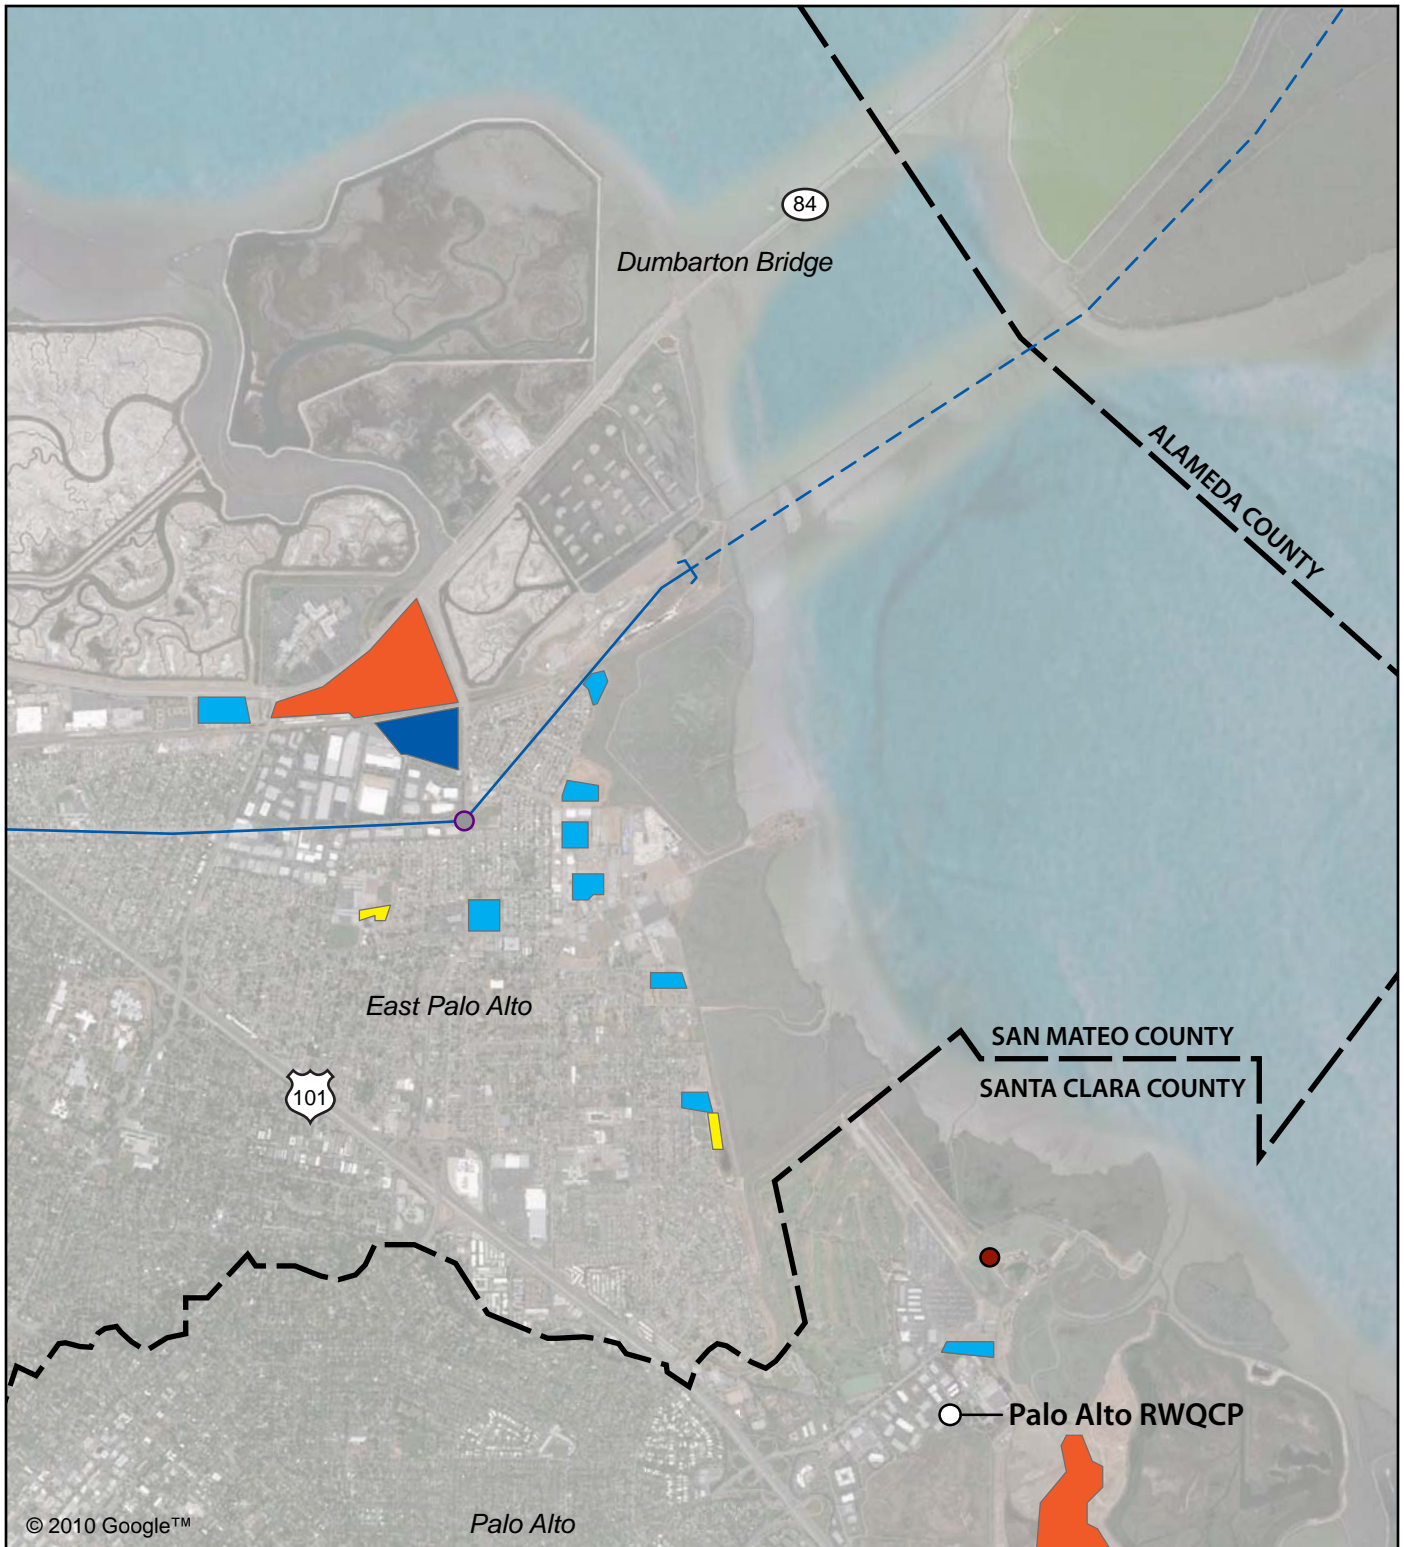 84
Dumbarton Bridge
ALAMEDA COUNTY
East Palo Alto
SAN MATEO COUNTY
SANTA CLARA COUNTY
101
Palo Alto RWQCP
© 2010 Google™
Palo Alto